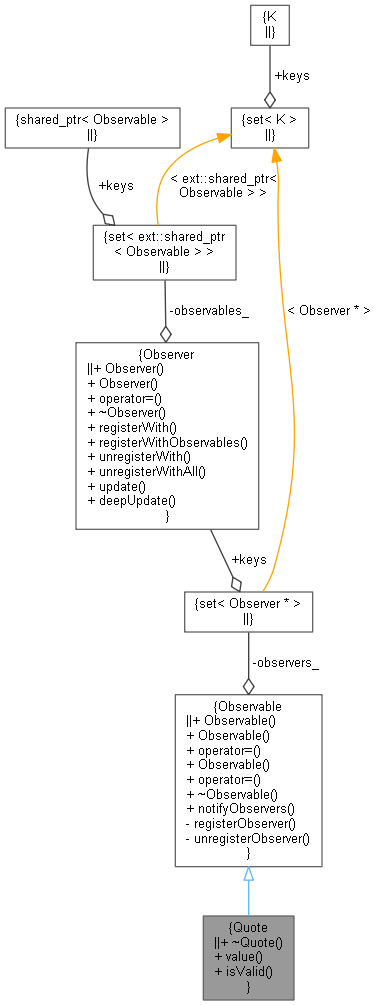 {K
||}
+keys
{shared_ptr< Observable >
||}
{set< K >
||}
+keys
< ext::shared_ptr<
Observable > >
{set< ext::shared_ptr
< Observable > >
||}
-observables_
< Observer * >
{Observer
||+ Observer()
+ Observer()
+ operator=()
+ ~Observer()
+ registerWith()
+ registerWithObservables()
+ unregisterWith()
+ unregisterWithAll()
+ update()
+ deepUpdate()
}
+keys
{set< Observer * >
||}
-observers_
{Observable
||+ Observable()
+ Observable()
+ operator=()
+ Observable()
+ operator=()
+ ~Observable()
+ notifyObservers()
- registerObserver()
- unregisterObserver()
}
{Quote
||+ ~Quote()
+ value()
+ isValid()
}